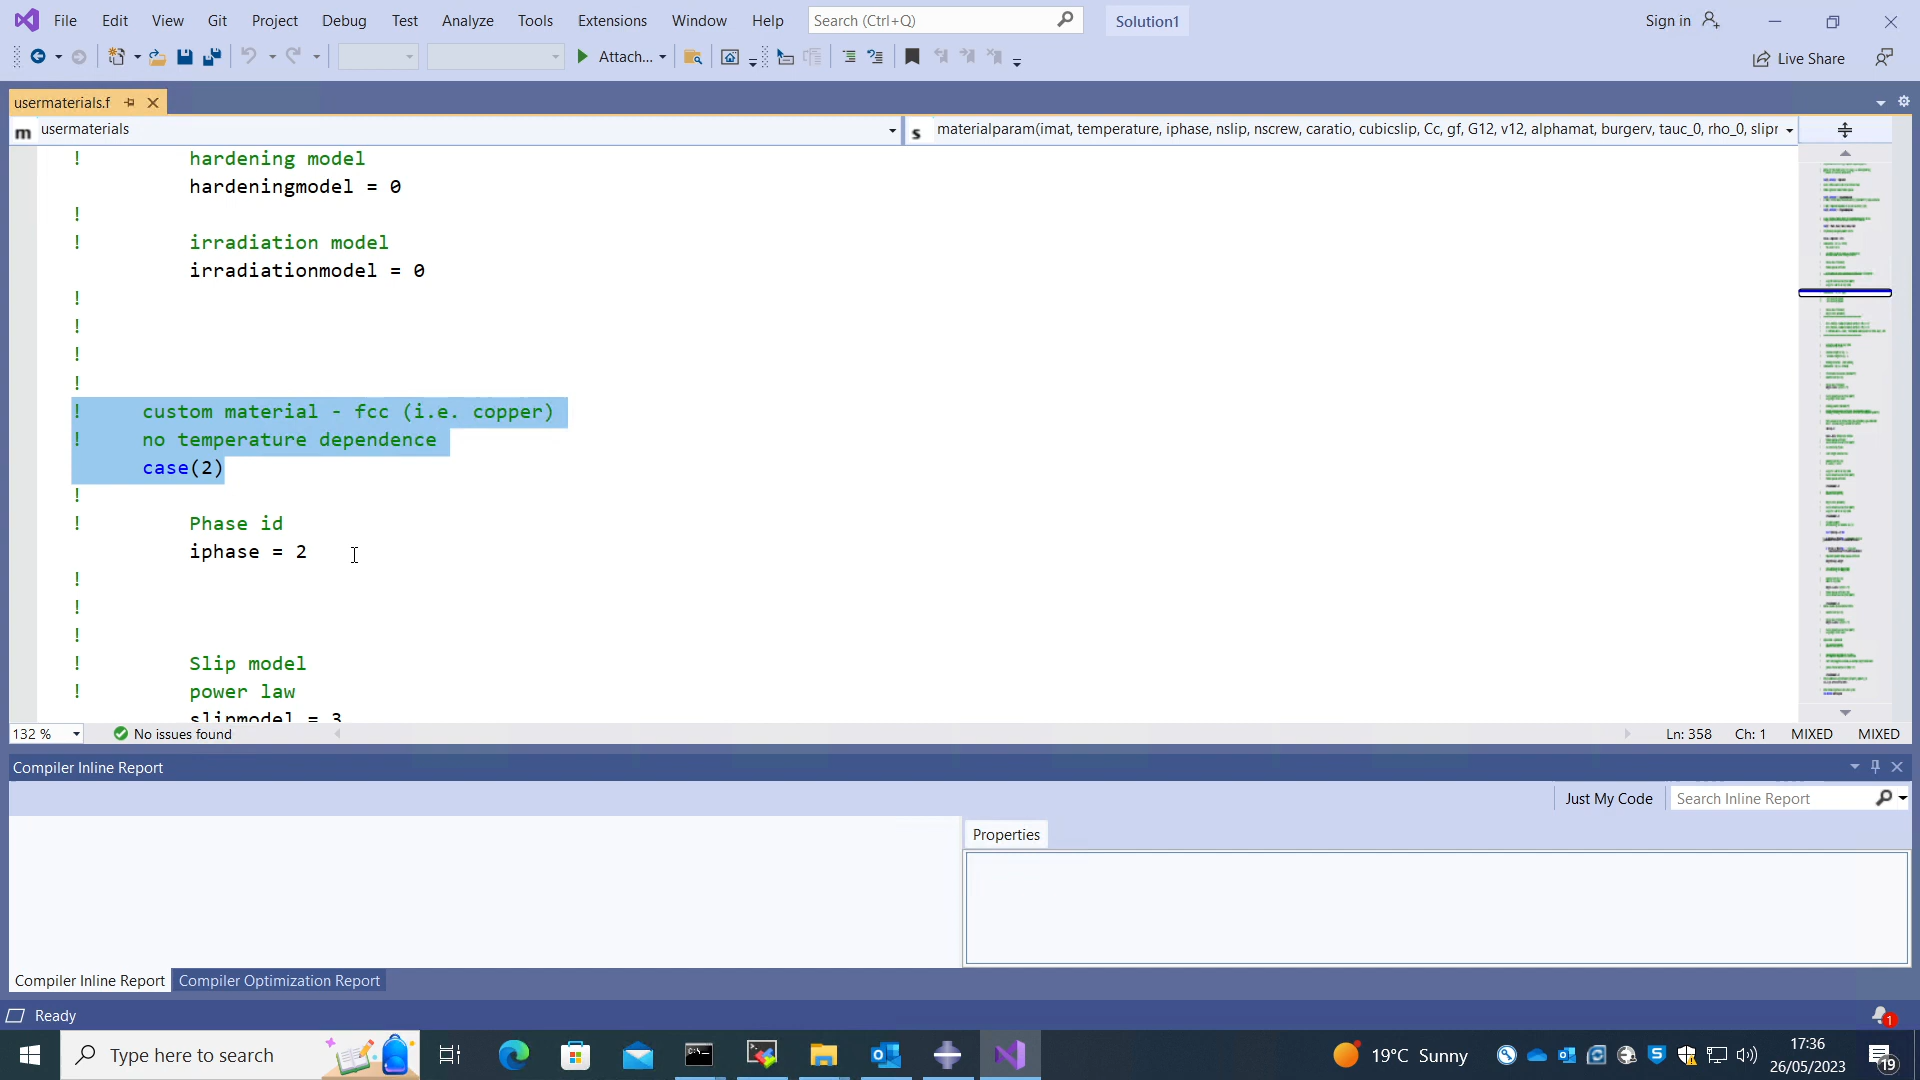 File Edit View Git Project Debug Test Analyze Tools Extensions Window Help Search (Ctrl+Q) Solution1 Sign in
Attach... Live Share
usermaterials.f
usermaterials materialparam(imat, temperature, iphase, nslip, nscrew, caratio, cubicslip, Cc, gf, G12, v12, alphamat, burgerv, tauc_0, rho_0, slipr
! hardening model
hardeningmodel = 0
!
! irradiation model
irradiationmodel = 0
!
!
!
!
! custom material - fcc (i.e. copper)
! no temperature dependence
case(2)
!
! Phase id
iphase = 2
!
!
!
! Slip model
! power law
slipmodel = 3
132 % No issues found Ln: 358 Ch: 1 MIXED MIXED
Compiler Inline Report
Just My Code Search Inline Report
Properties
Compiler Inline Report Compiler Optimization Report
Ready 1
Type here to search 19°C Sunny 17:36
26/05/2023 19